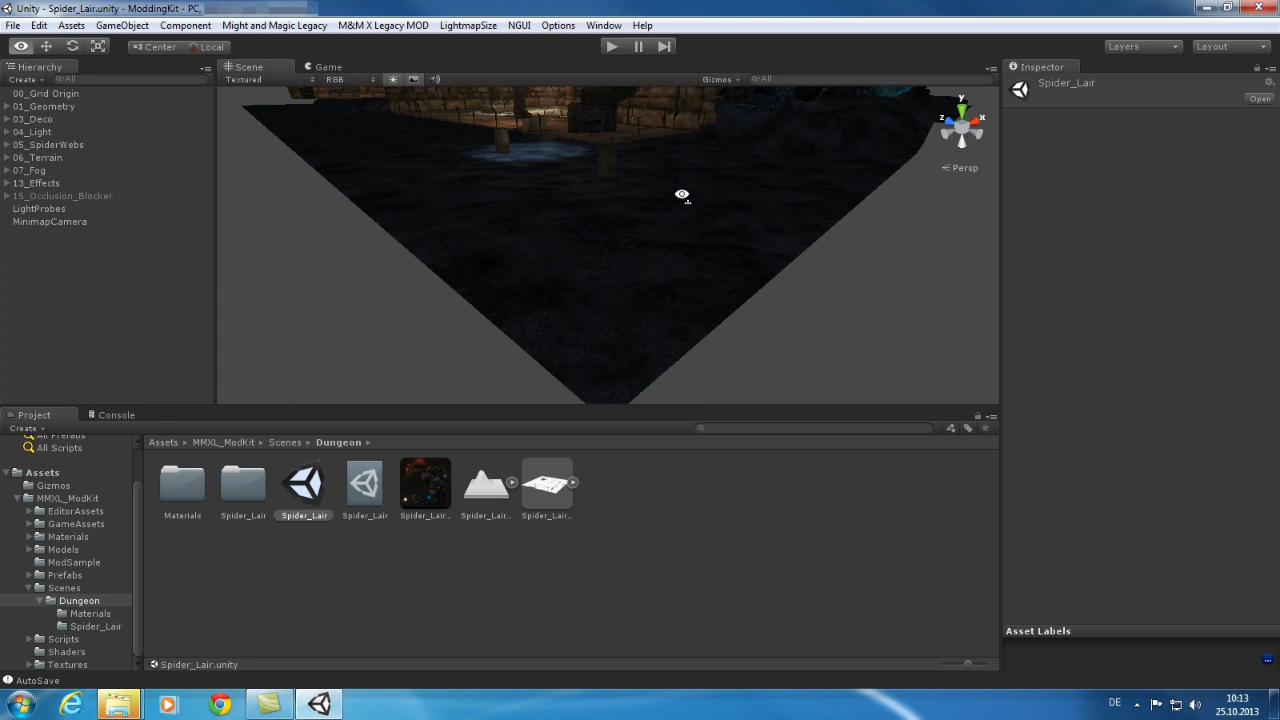 Unity - Spider_Lair.unity - ModdingKit - PC,
File Edit Assets GameObject Component Might and Magic Legacy M&M X Legacy MOD LightmapSize NGUI Options Window Help
Center Local Layers Layout
Hierarchy
Create All
00_Grid Origin
01_Geometry
03_Deco
04_Light
05_SpiderWebs
06_Terrain
07_Fog
13_Effects
15_Occlusion_Blocker
LightProbes
MinimapCamera
Scene Game
Textured RGB Gizmos All
y
z x
Persp
Inspector
Spider_Lair
Open
Project Console
Create
All Prefabs
All Scripts
Assets
Gizmos
MMXL_ModKit
EditorAssets
GameAssets
Materials
Models
ModSample
Prefabs
Scenes
Dungeon
Materials
Spider_Lair
Scripts
Shaders
Textures
Assets MMXL_ModKit Scenes Dungeon
Materials Spider_Lair Spider_Lair Spider_Lair Spider_Lair.. Spider_Lair.. Spider_Lair..
Spider_Lair.unity
Asset Labels
AutoSave
DE 10:13
25.10.2013